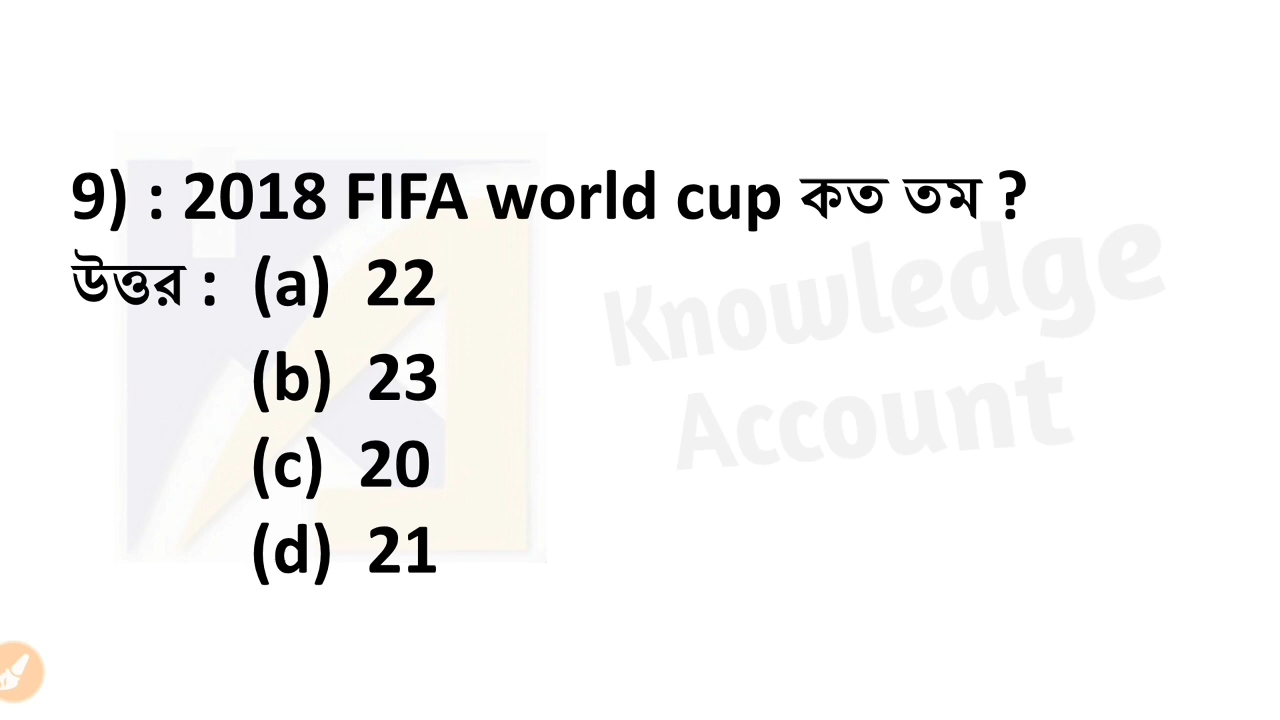 9) : 2018 FIFA world cup কত তম ?
উত্তর : (a) 22
(b) 23
(c) 20
(d) 21
Knowledge
Account